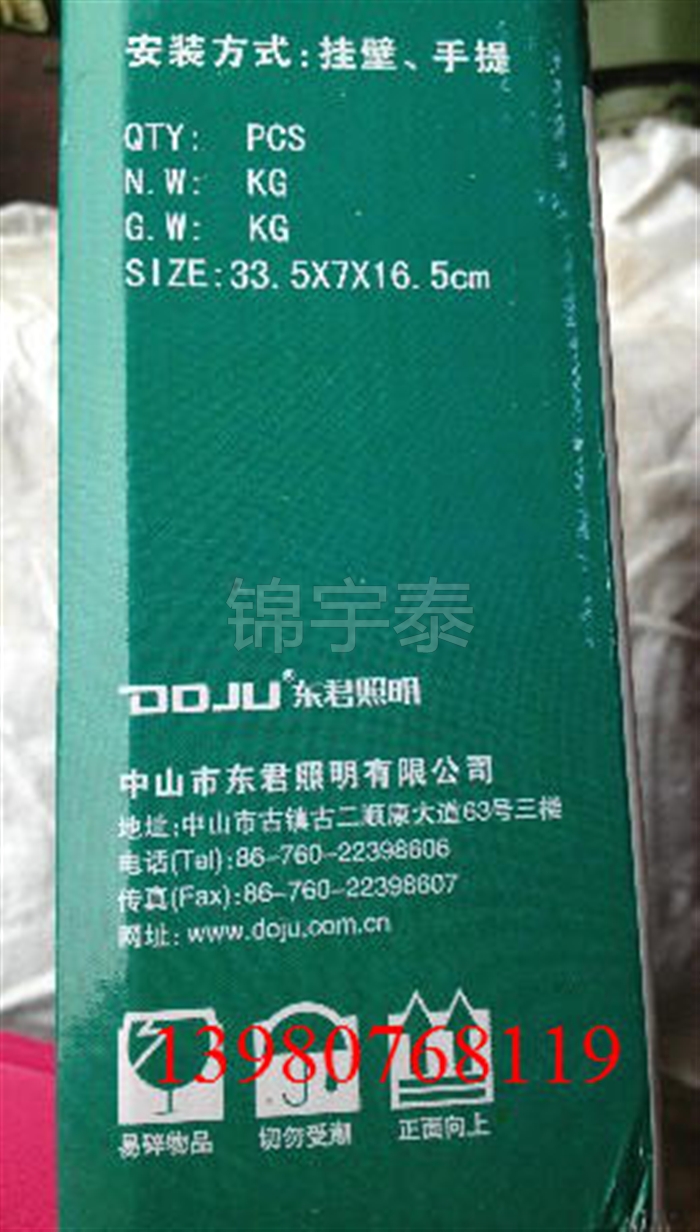 安装方式:挂壁、手提
QTY: PCS
N.W: KG
G.W: KG
SIZE:33.5X7X16.5cm
锦宇泰
DOJU®东君照明
中山市东君照明有限公司
地址:中山市古镇古二顺康大道63号三楼
电话(Tel):86-760-22398606
传真(Fax):86-760-22398607
网址: www.doju.com.cn
13980768119
易碎物品 切勿受潮 正面向上